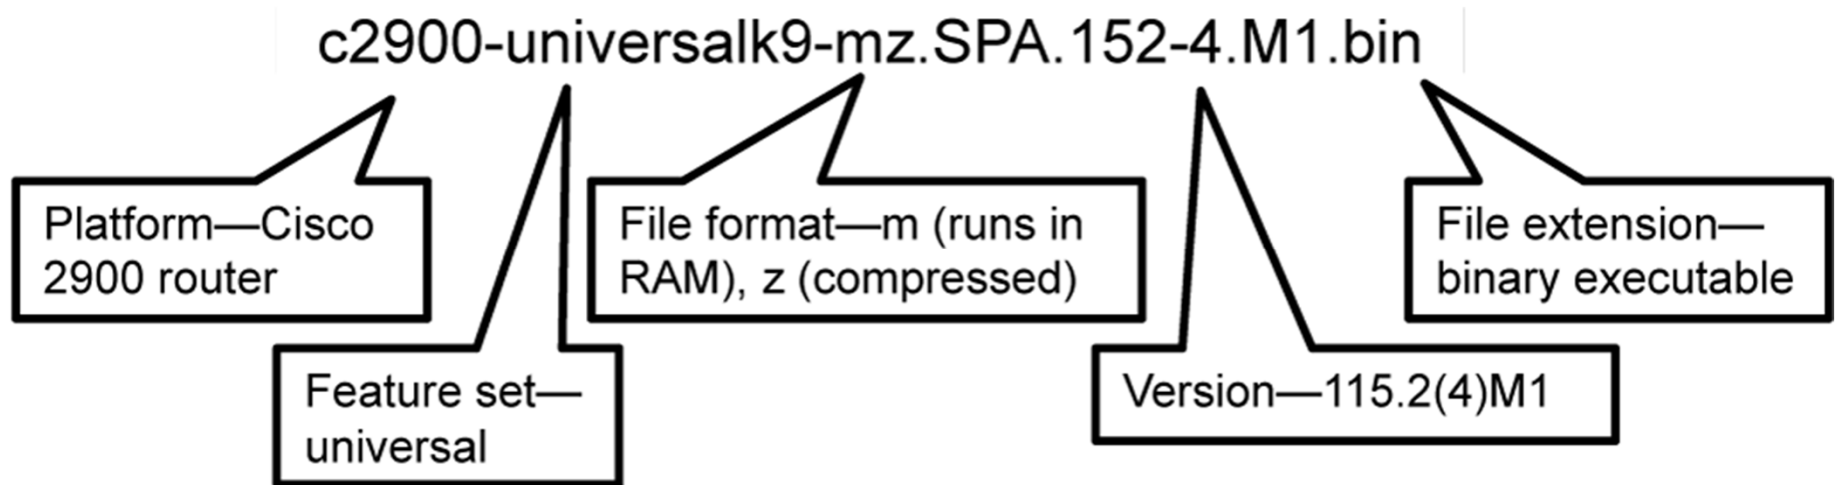 c2900-universalk9-mz.SPA.152-4.M1.bin
Platform—Cisco
2900 router
Feature set—
universal
File format—m (runs in
RAM), z (compressed)
Version—115.2(4)M1
File extension—
binary executable